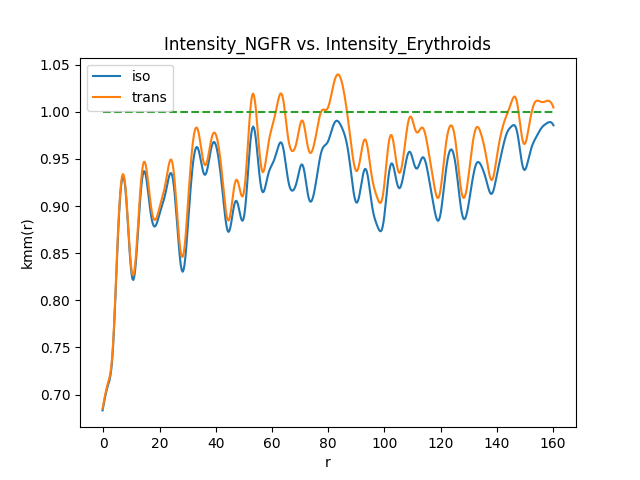 Intensity_NGFR vs. Intensity_Erythroids
iso
trans
kmm(r)
1.05
1.00
0.95
0.90
0.85
0.80
0.75
0.70
0 20 40 60 80 100 120 140 160
r